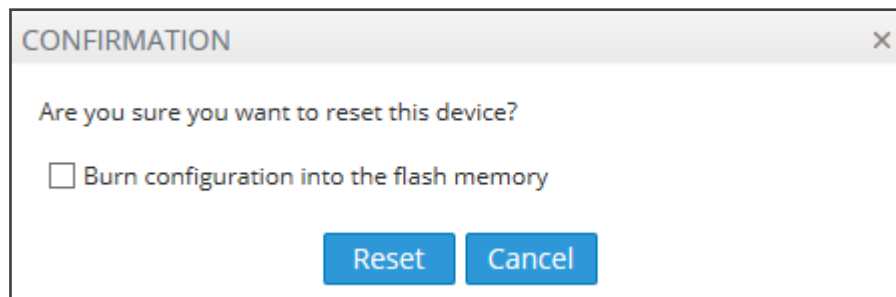 CONFIRMATION ×
Are you sure you want to reset this device?
Burn configuration into the flash memory
Reset Cancel